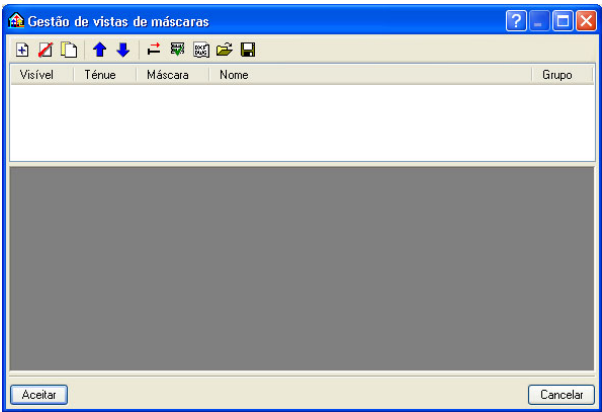 Gestão de vistas de máscaras
Visível Ténue Máscara Nome Grupo
Aceitar Cancelar